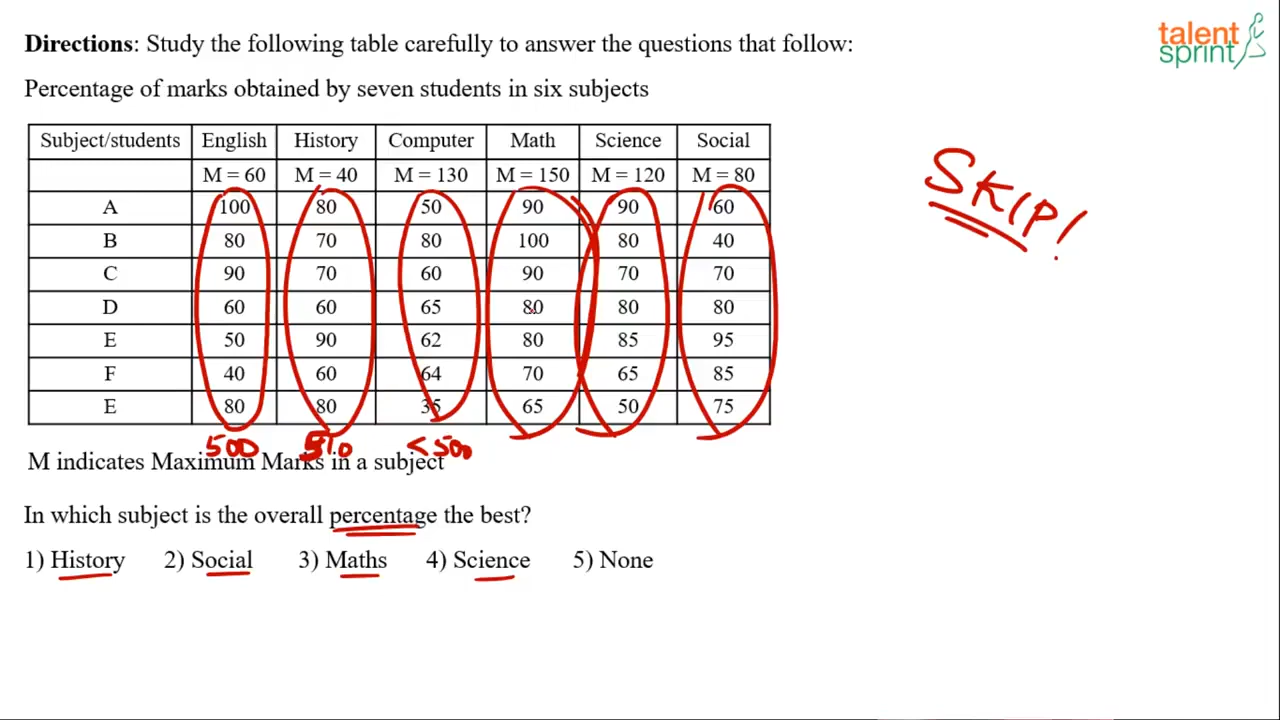 talent
sprint
Directions: Study the following table carefully to answer the questions that follow:
Percentage of marks obtained by seven students in six subjects
Subject/students English History Computer Math Science Social
M = 60 M = 40 M = 130 M = 150 M = 120 M = 80
A 100 80 50 90 90 60
B 80 70 80 100 80 40
C 90 70 60 90 70 70
D 60 60 65 80 80 80
E 50 90 62 80 85 95
F 40 60 64 70 65 85
E 80 80 35 65 50 75
500 510 < 500
M indicates Maximum Marks in a subject
In which subject is the overall percentage the best?
1) History 2) Social 3) Maths 4) Science 5) None
SKIP!